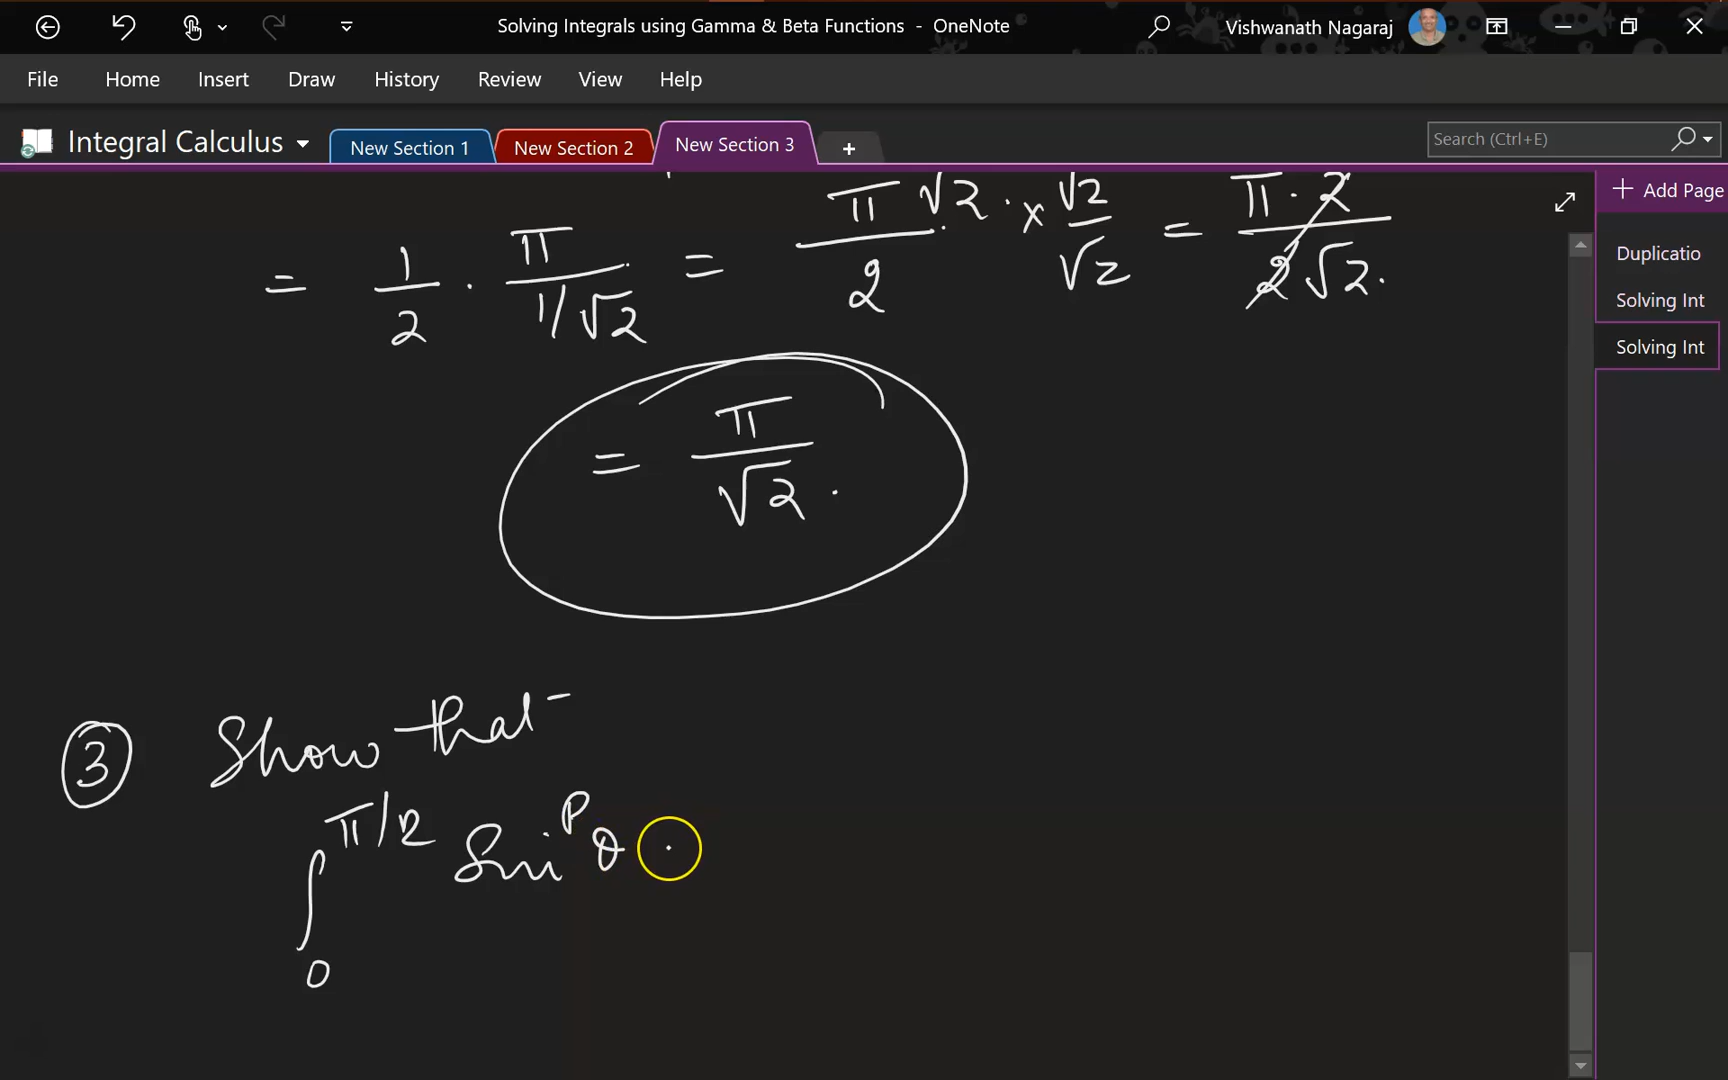 Solving Integrals using Gamma & Beta Functions - OneNote
Vishwanath Nagaraj
File Home Insert Draw History Review View Help
Integral Calculus New Section 1 New Section 2 New Section 3 +
Search (Ctrl+E)
+ Add Page
Duplicatio
Solving Int
Solving Int
= 1/2 · π/(1/√2) = π√2/2 · × √2/√2 = π·2/2√2.
= π/√2.
③ Show that
∫₀^π/2 Sin^P θ